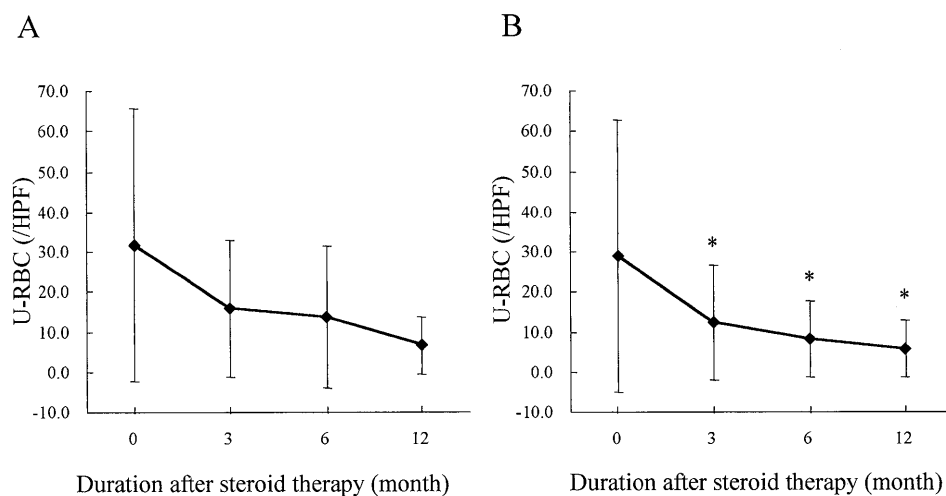 A
70.0
60.0
50.0
40.0
30.0
20.0
10.0
0.0
-10.0
U-RBC (/HPF)
0 3 6 12
Duration after steroid therapy (month)
B
70.0
60.0
50.0
40.0
30.0
20.0
10.0
0.0
-10.0
U-RBC (/HPF)
* * *
0 3 6 12
Duration after steroid therapy (month)